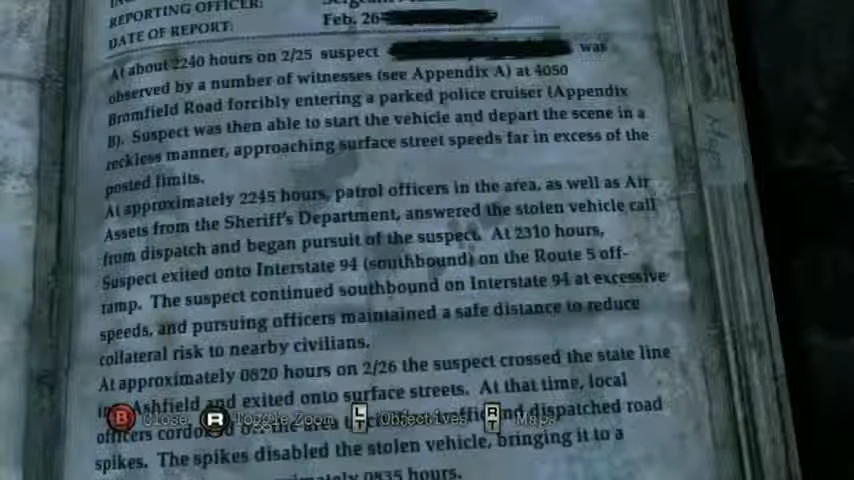 REPORTING OFFICER:
DATE OF REPORT: Feb. 26
At about 2240 hours on 2/25 suspect was
observed by a number of witnesses (see Appendix A) at 4050
Bromfield Road forcibly entering a parked police cruiser (Appendix
B). Suspect was then able to start the vehicle and depart the scene in a
reckless manner, approaching surface street speeds far in excess of the
posted limits.
At approximately 2245 hours, patrol officers in the area, as well as Air
Assets from the Sheriff's Department, answered the stolen vehicle call
from dispatch and began pursuit of the suspect. At 2310 hours,
Suspect exited onto Interstate 94 (southbound) on the Route 5 off-
ramp. The suspect continued southbound on Interstate 94 at excessive
speeds, and pursuing officers maintained a safe distance to reduce
collateral risk to nearby civilians.
At approximately 0820 hours on 2/26 the suspect crossed the state line
Ashfield and exited onto surface streets. At that time, local
officers traffic and dispatched road
spikes. The spikes disabled the stolen vehicle, bringing it to a
0835 hours.
Maps
B Close R Toggle Zoom LT Objectives RT Maps